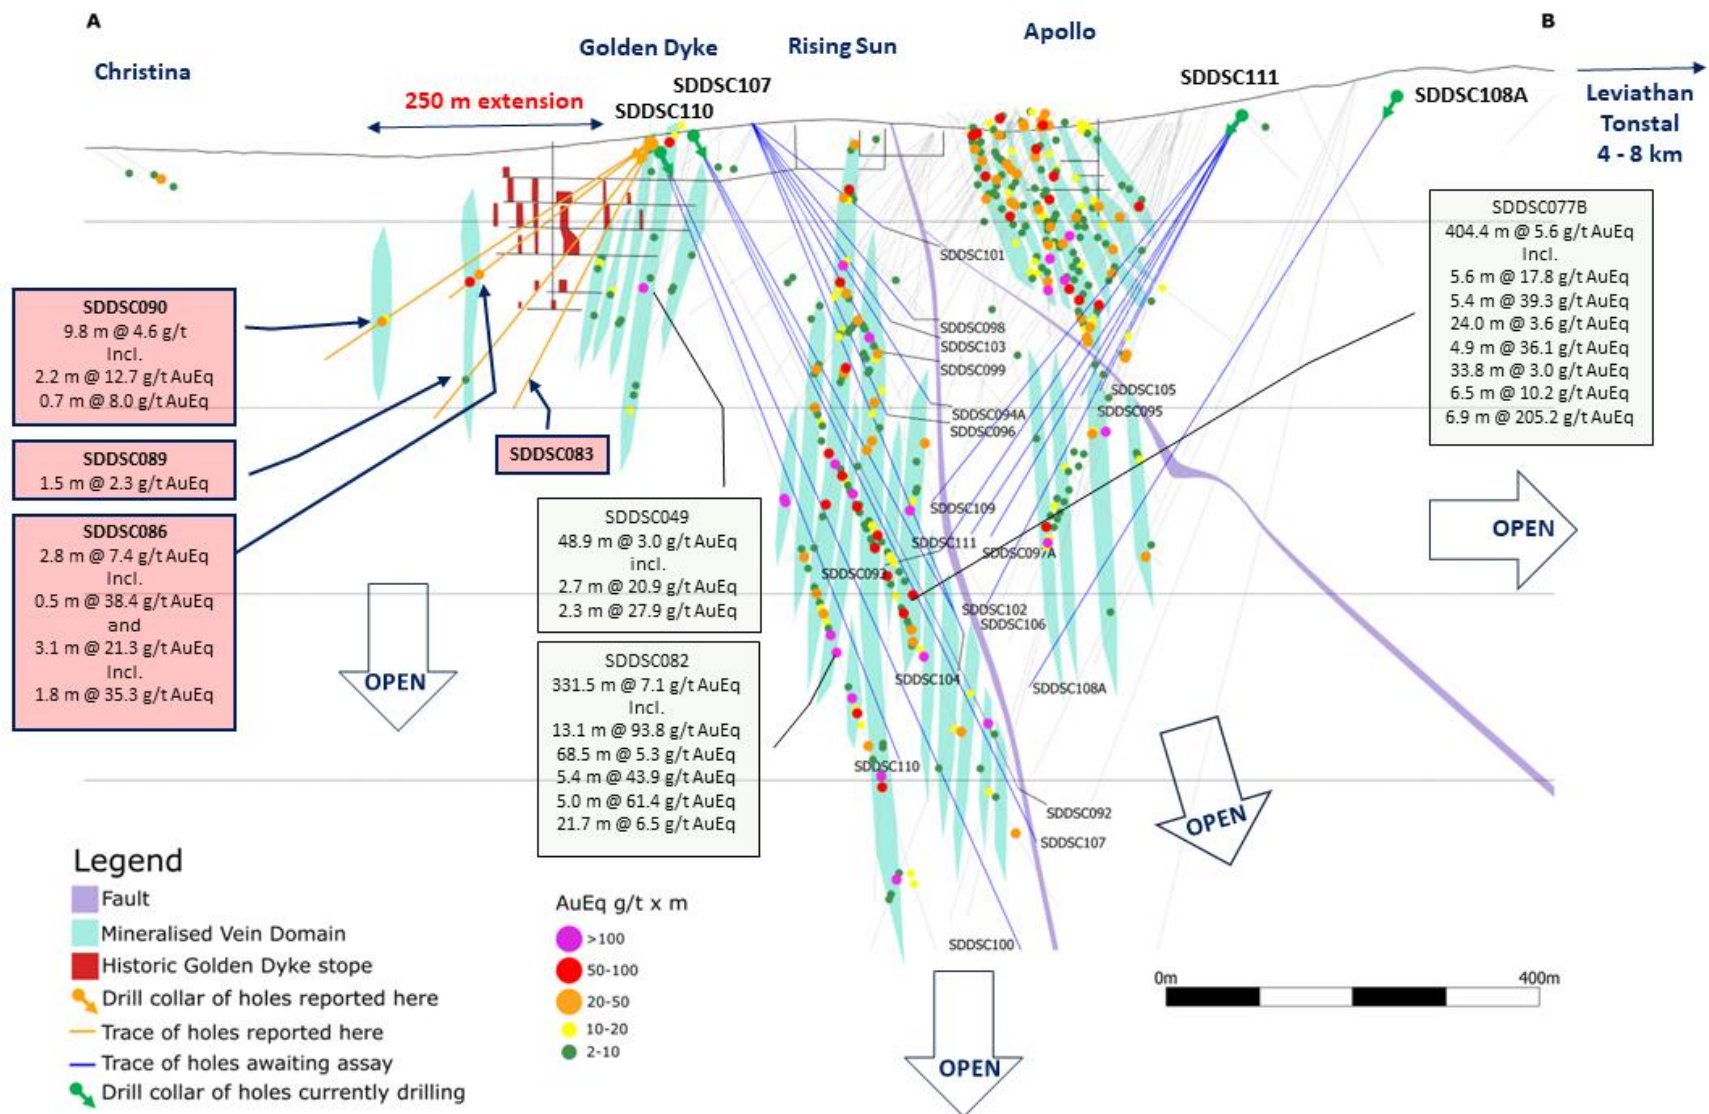 A
B
Christina
Golden Dyke
Rising Sun
Apollo
250 m extension
SDDSC107
SDDSC110
SDDSC111
SDDSC108A
Leviathan
Tonstal
4 - 8 km
SDDSC090
9.8 m @ 4.6 g/t
Incl.
2.2 m @ 12.7 g/t AuEq
0.7 m @ 8.0 g/t AuEq
SDDSC089
1.5 m @ 2.3 g/t AuEq
SDDSC086
2.8 m @ 7.4 g/t AuEq
Incl.
0.5 m @ 38.4 g/t AuEq
and
3.1 m @ 21.3 g/t AuEq
Incl.
1.8 m @ 35.3 g/t AuEq
SDDSC083
SDDSC049
48.9 m @ 3.0 g/t AuEq
incl.
2.7 m @ 20.9 g/t AuEq
2.3 m @ 27.9 g/t AuEq
SDDSC082
331.5 m @ 7.1 g/t AuEq
Incl.
13.1 m @ 93.8 g/t AuEq
68.5 m @ 5.3 g/t AuEq
5.4 m @ 43.9 g/t AuEq
5.0 m @ 61.4 g/t AuEq
21.7 m @ 6.5 g/t AuEq
SDDSC077B
404.4 m @ 5.6 g/t AuEq
Incl.
5.6 m @ 17.8 g/t AuEq
5.4 m @ 39.3 g/t AuEq
24.0 m @ 3.6 g/t AuEq
4.9 m @ 36.1 g/t AuEq
33.8 m @ 3.0 g/t AuEq
6.5 m @ 10.2 g/t AuEq
6.9 m @ 205.2 g/t AuEq
SDDSC101
SDDSC098
SDDSC103
SDDSC099
SDDSC094A
SDDSC096
SDDSC105
SDDSC095
SDDSC109
SDDSC111
SDDSC097A
SDDSC093
SDDSC102
SDDSC106
SDDSC104
SDDSC108A
SDDSC110
SDDSC092
SDDSC107
SDDSC100
OPEN
OPEN
OPEN
OPEN
Legend
Fault
Mineralised Vein Domain
Historic Golden Dyke stope
Drill collar of holes reported here
Trace of holes reported here
Trace of holes awaiting assay
Drill collar of holes currently drilling
AuEq g/t x m
>100
50-100
20-50
10-20
2-10
0m
400m